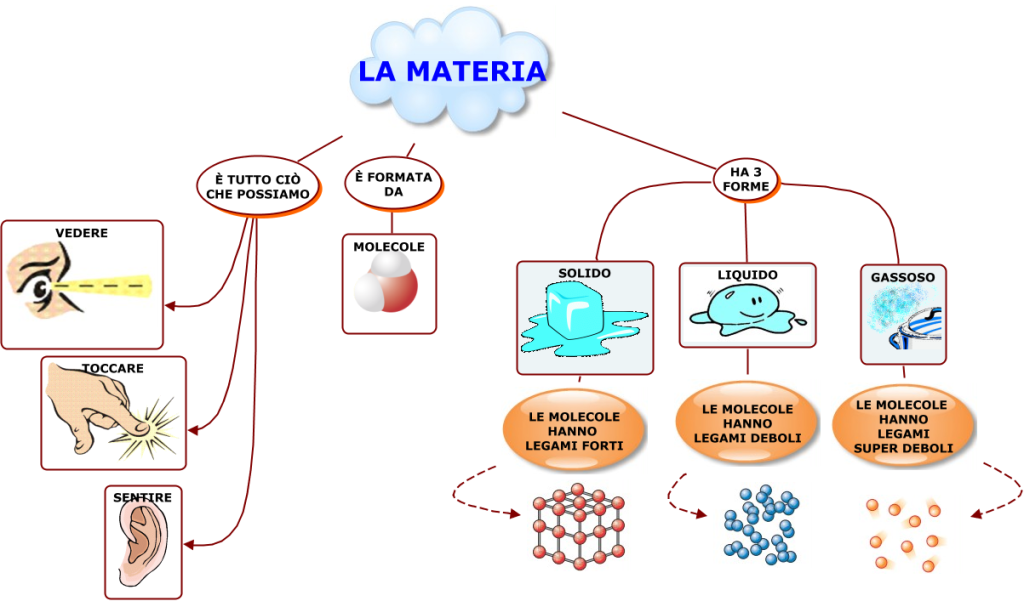 LA MATERIA
È TUTTO CIÒ
CHE POSSIAMO
È FORMATA
DA
HA 3
FORME
VEDERE
TOCCARE
SENTIRE
MOLECOLE
SOLIDO
LIQUIDO
GASSOSO
LE MOLECOLE
HANNO
LEGAMI FORTI
LE MOLECOLE
HANNO
LEGAMI DEBOLI
LE MOLECOLE
HANNO
LEGAMI
SUPER DEBOLI